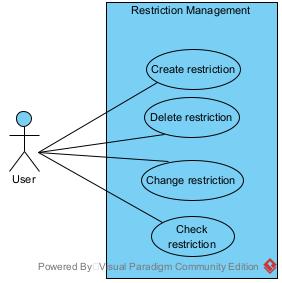 Restriction Management
Create restriction
Delete restriction
User
Change restriction
Check
restriction
Powered By Visual Paradigm Community Edition